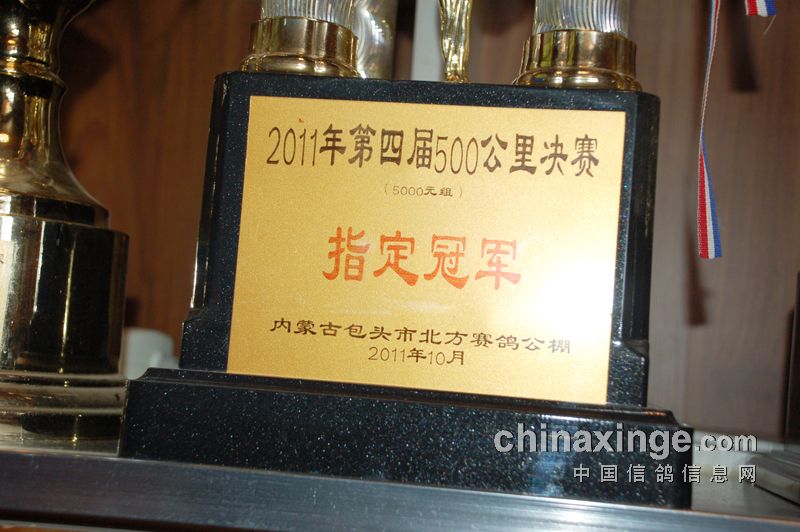 2011年第四届500公里决赛
(5000元组)
指定冠军
内蒙古包头市北方赛鸽公棚
2011年10月
chinaxinge.com
中国信鸽信息网